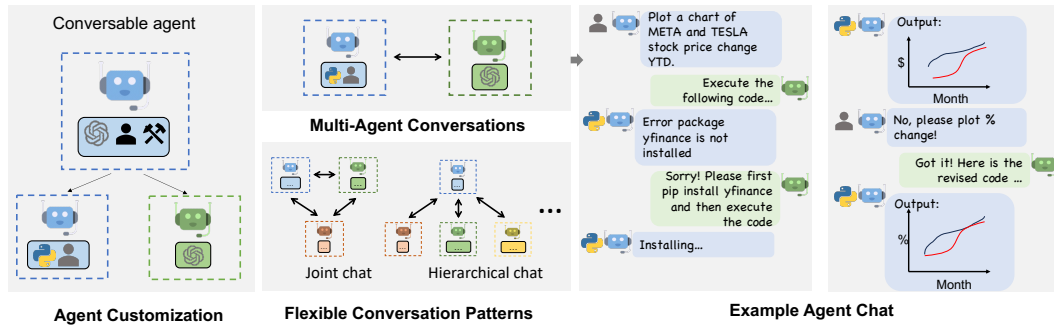 Conversable agent
Agent Customization
Multi-Agent Conversations
...
...
...
...
...
...
...
...
Joint chat
Hierarchical chat
Flexible Conversation Patterns
Plot a chart of
META and TESLA
stock price change
YTD.
Execute the
following code...
Error package
yfinance is not
installed
Sorry! Please first
pip install yfinance
and then execute
the code
Installing...
Output:
$
Month
No, please plot %
change!
Got it! Here is the
revised code ...
Output:
%
Month
Example Agent Chat